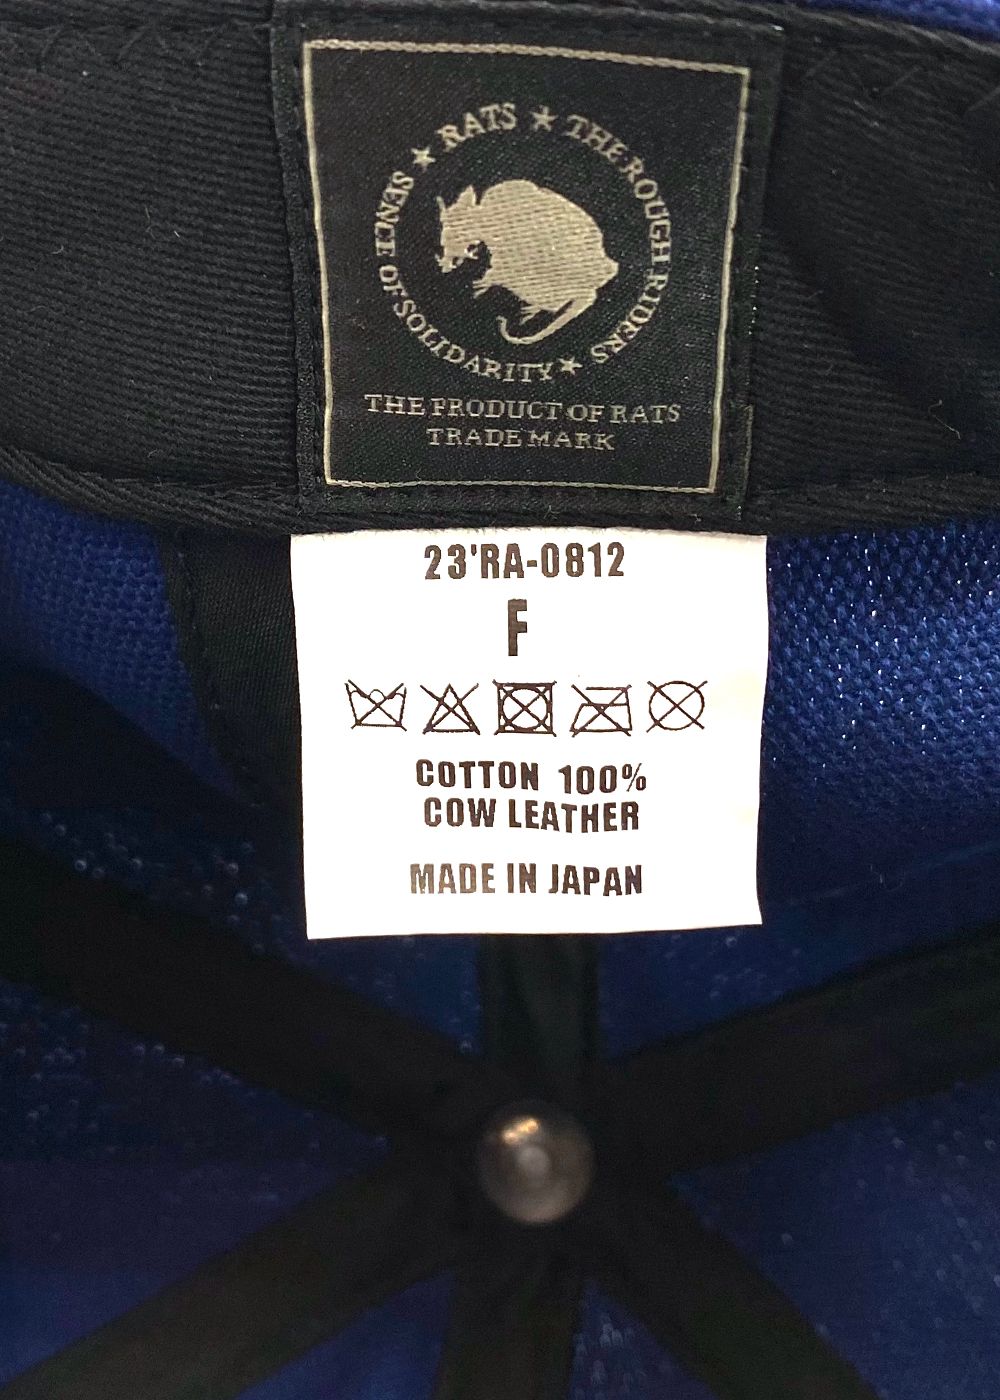 ★ RATS ★ THE ROUGH RIDERS ★
SENCE OF SOLIDARITY
THE PRODUCT OF RATS
TRADE MARK
23'RA-0812
F
COTTON 100%
COW LEATHER
MADE IN JAPAN